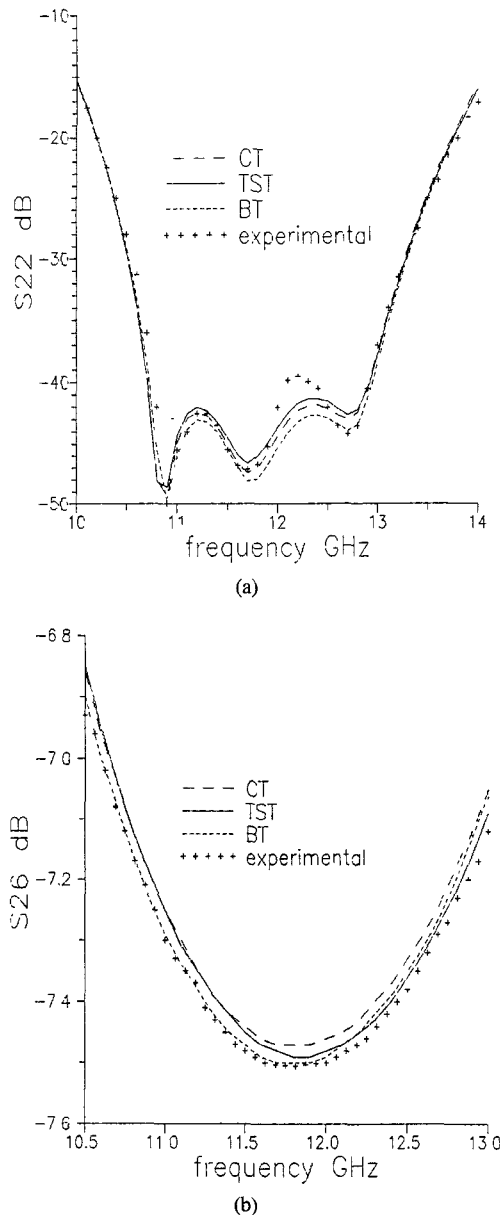 -10
-20
-30
-40
-50
S22 dB
CT
TST
BT
experimental
10 11 12 13 14
frequency GHz
(a)
-6.8
-7.0
-7.2
-7.4
-7.6
S26 dB
CT
TST
BT
experimental
10.5 11.0 11.5 12.0 12.5 13.0
frequency GHz
(b)